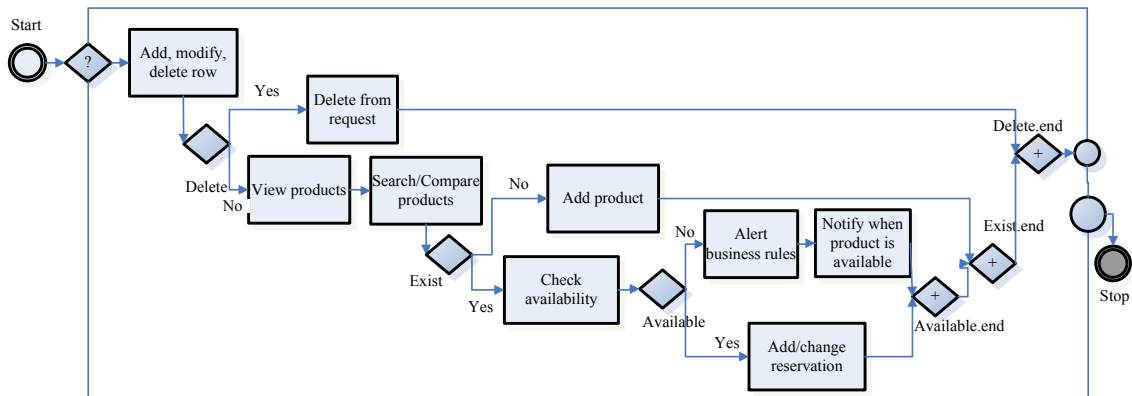 Start
?
Add, modify,
delete row
Yes
Delete from
request
Delete
No
View products
Search/Compare
products
No
Add product
Exist
Yes
Check
availability
No
Alert
business rules
Notify when
product is
available
Available
Yes
Add/change
reservation
+
Available.end
+
Exist.end
Delete.end
+
Stop